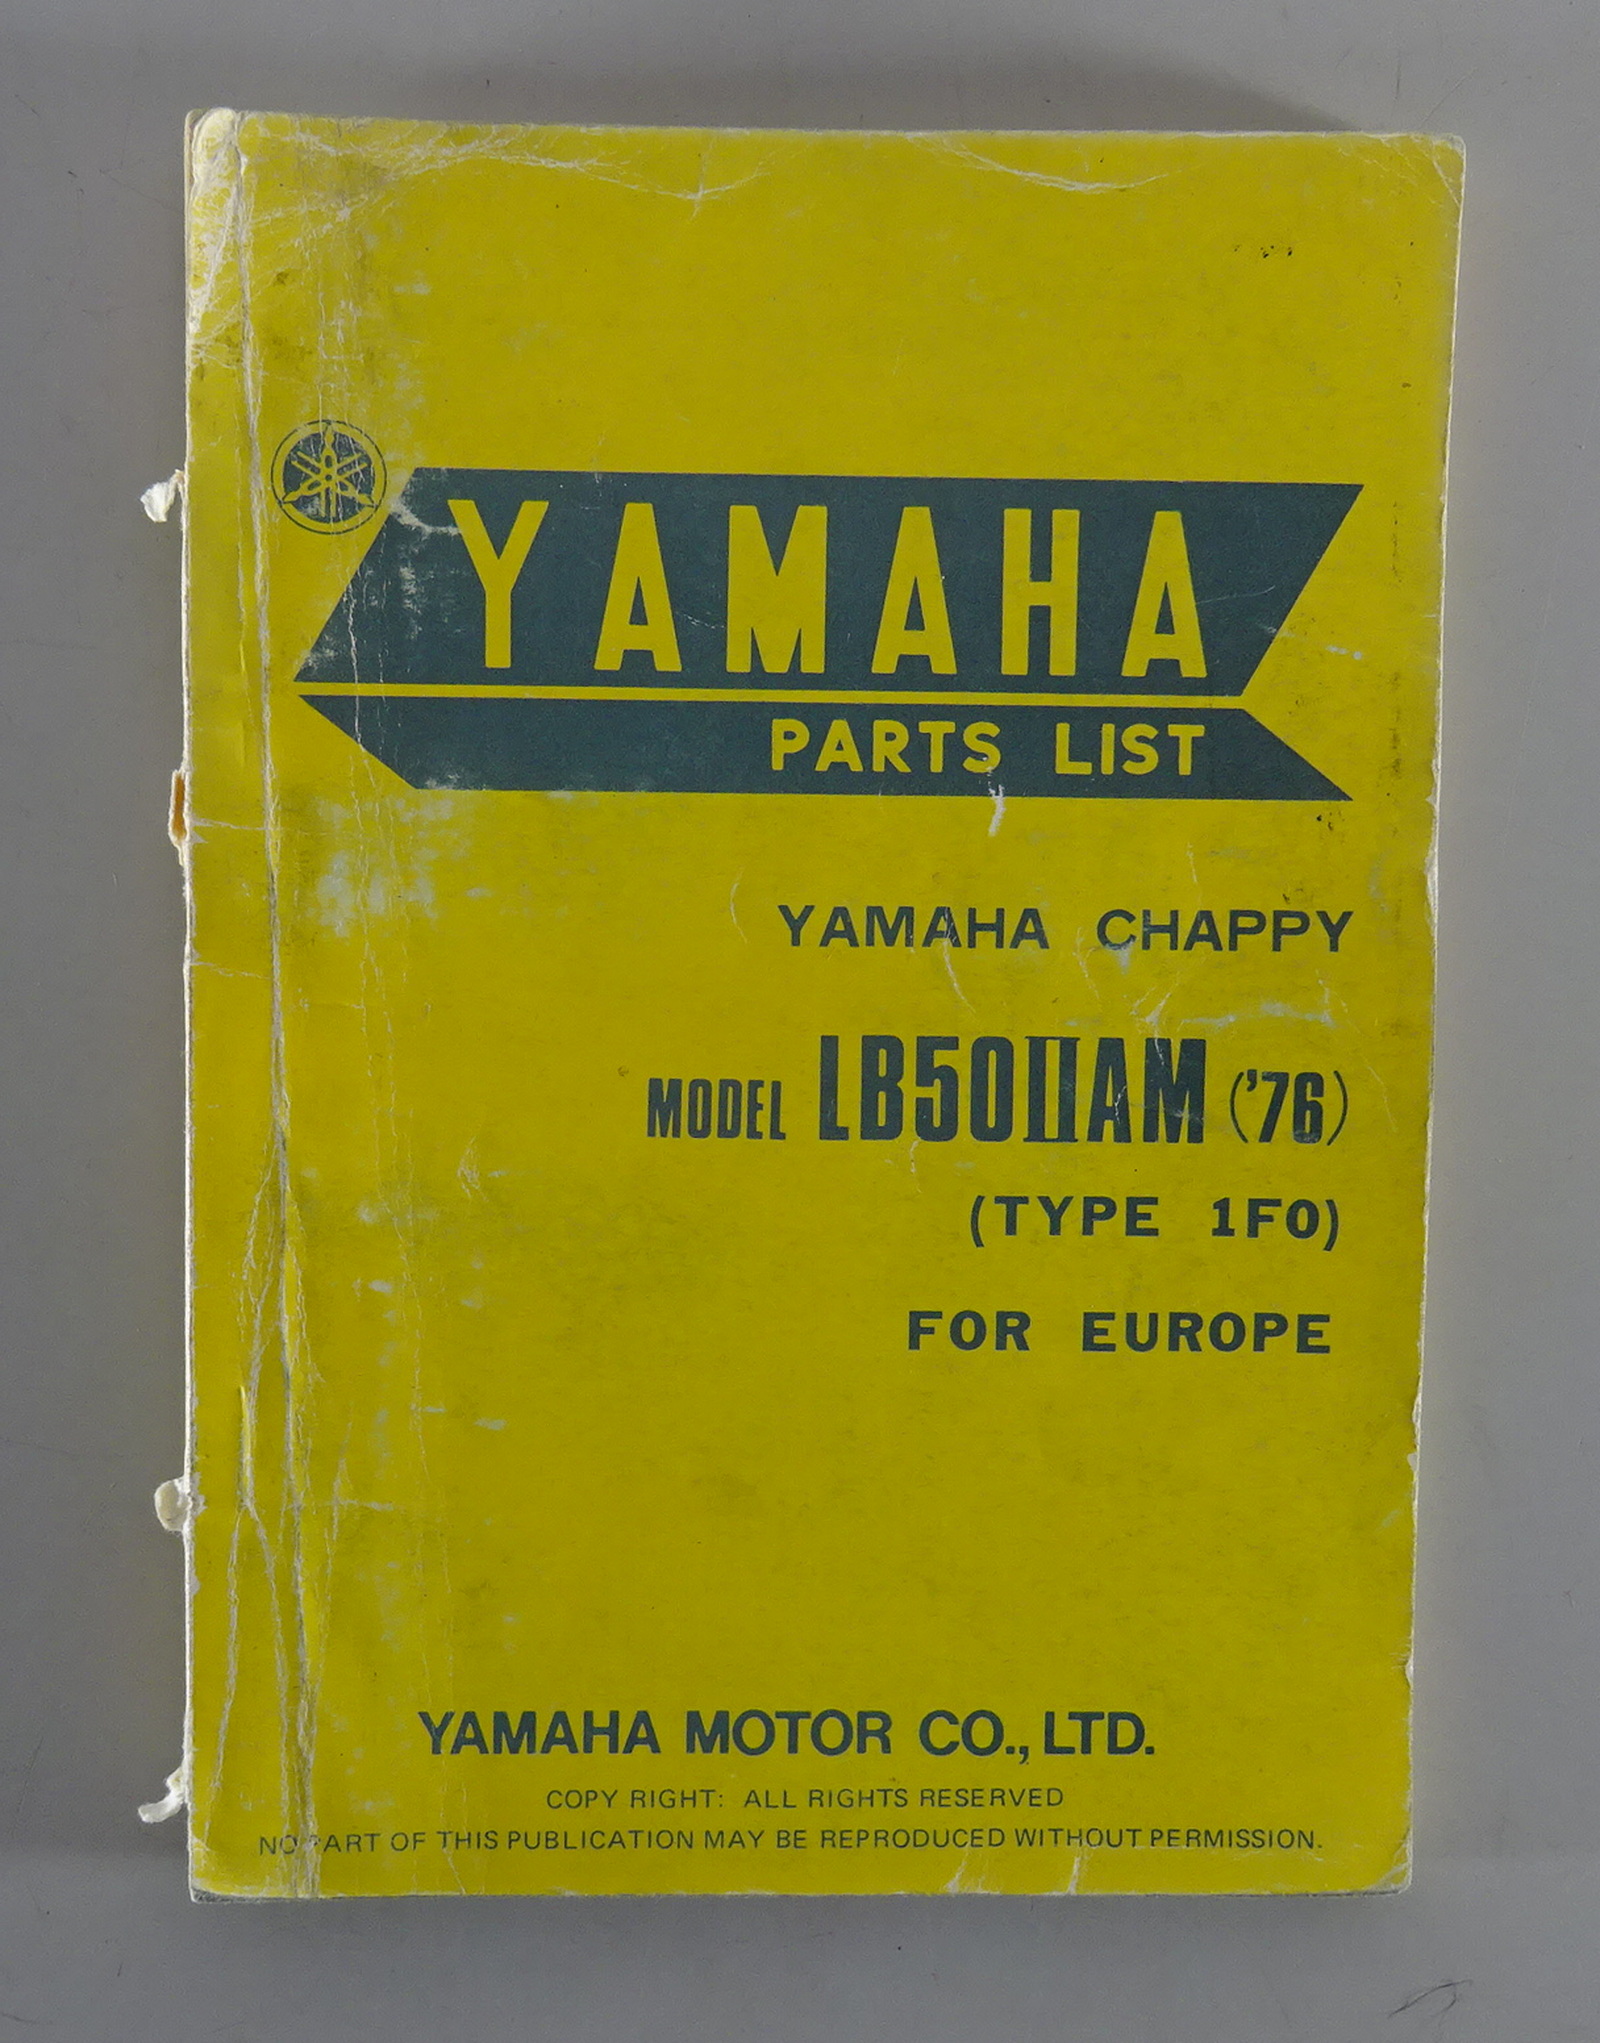 YAMAHA
PARTS LIST
YAMAHA CHAPPY
MODEL LB50IIAM ('76)
(TYPE 1F0)
FOR EUROPE
YAMAHA MOTOR CO., LTD.
COPY RIGHT: ALL RIGHTS RESERVED
NO PART OF THIS PUBLICATION MAY BE REPRODUCED WITHOUT PERMISSION.